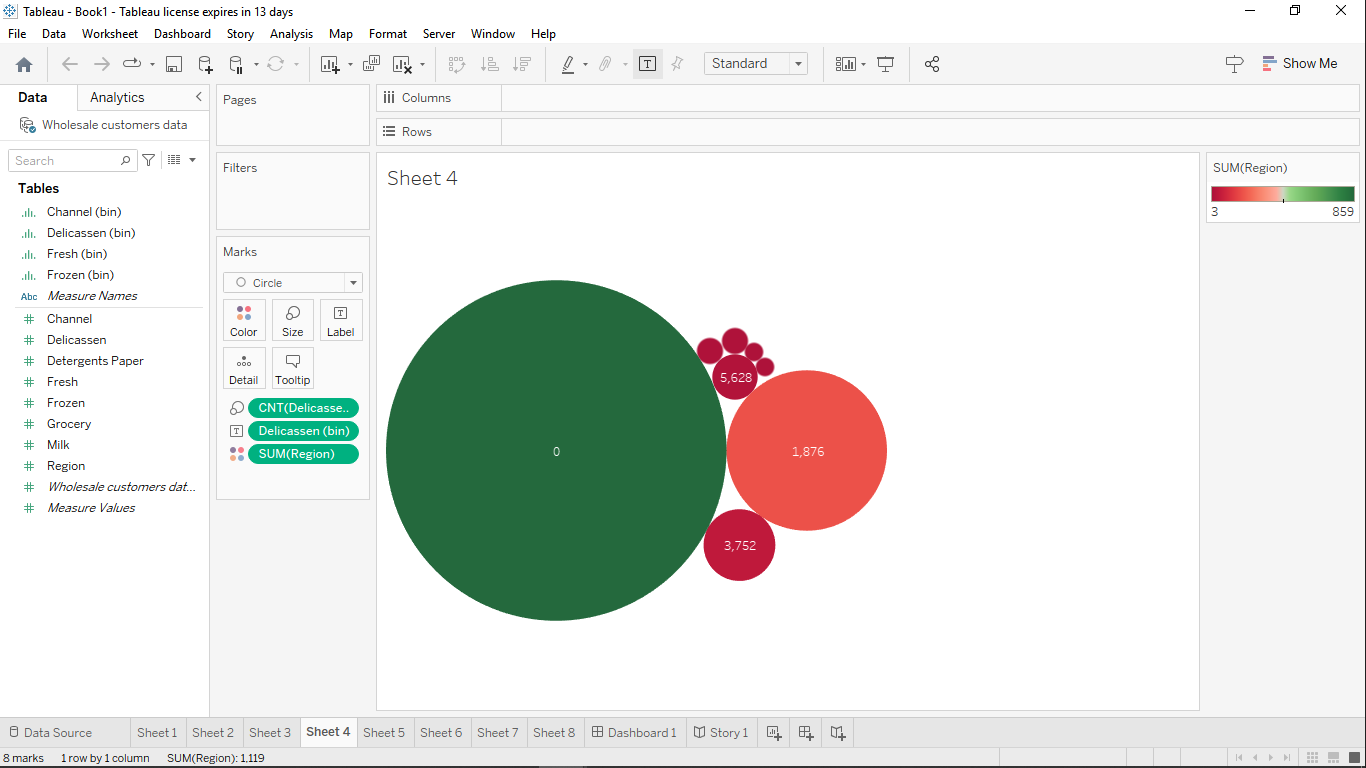 Tableau - Book1 - Tableau license expires in 13 days
File Data Worksheet Dashboard Story Analysis Map Format Server Window Help
Standard
Show Me
Data Analytics
Wholesale customers data
Search
Tables
Channel (bin)
Delicassen (bin)
Fresh (bin)
Frozen (bin)
Abc Measure Names
Channel
Delicassen
Detergents Paper
Fresh
Frozen
Grocery
Milk
Region
Wholesale customers dat...
Measure Values
Pages
Filters
Marks
Circle
Color Size Label
Detail Tooltip
CNT(Delicasse..
Delicassen (bin)
SUM(Region)
Columns
Rows
Sheet 4
5,628
0
1,876
3,752
SUM(Region)
3 859
Data Source Sheet 1 Sheet 2 Sheet 3 Sheet 4 Sheet 5 Sheet 6 Sheet 7 Sheet 8 Dashboard 1 Story 1
8 marks 1 row by 1 column SUM(Region): 1,119